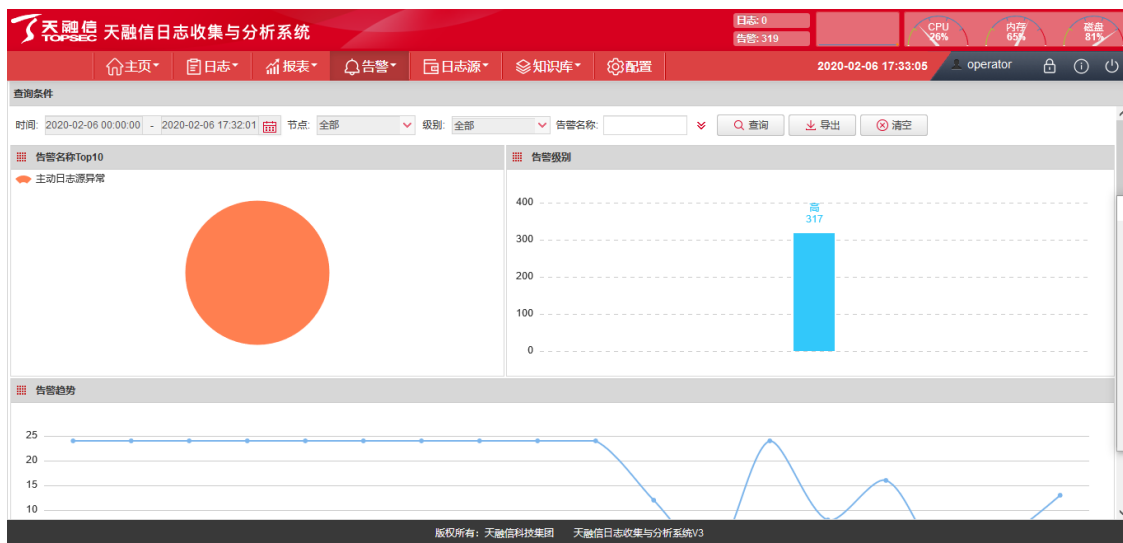 天融信 TOPSEC 天融信日志收集与分析系统
日志: 0
告警: 319
CPU 26%
内存 65%
磁盘 81%
主页 日志 报表 告警 日志源 知识库 配置 2020-02-06 17:33:05 operator
查询条件
时间: 2020-02-06 00:00:00 - 2020-02-06 17:32:01 节点: 全部 级别: 全部 告警名称: 查询 导出 清空
告警名称Top10
主动日志源异常
告警级别
400
300
200
100
0
高
317
告警趋势
25
20
15
10
版权所有：天融信科技集团 天融信日志收集与分析系统V3